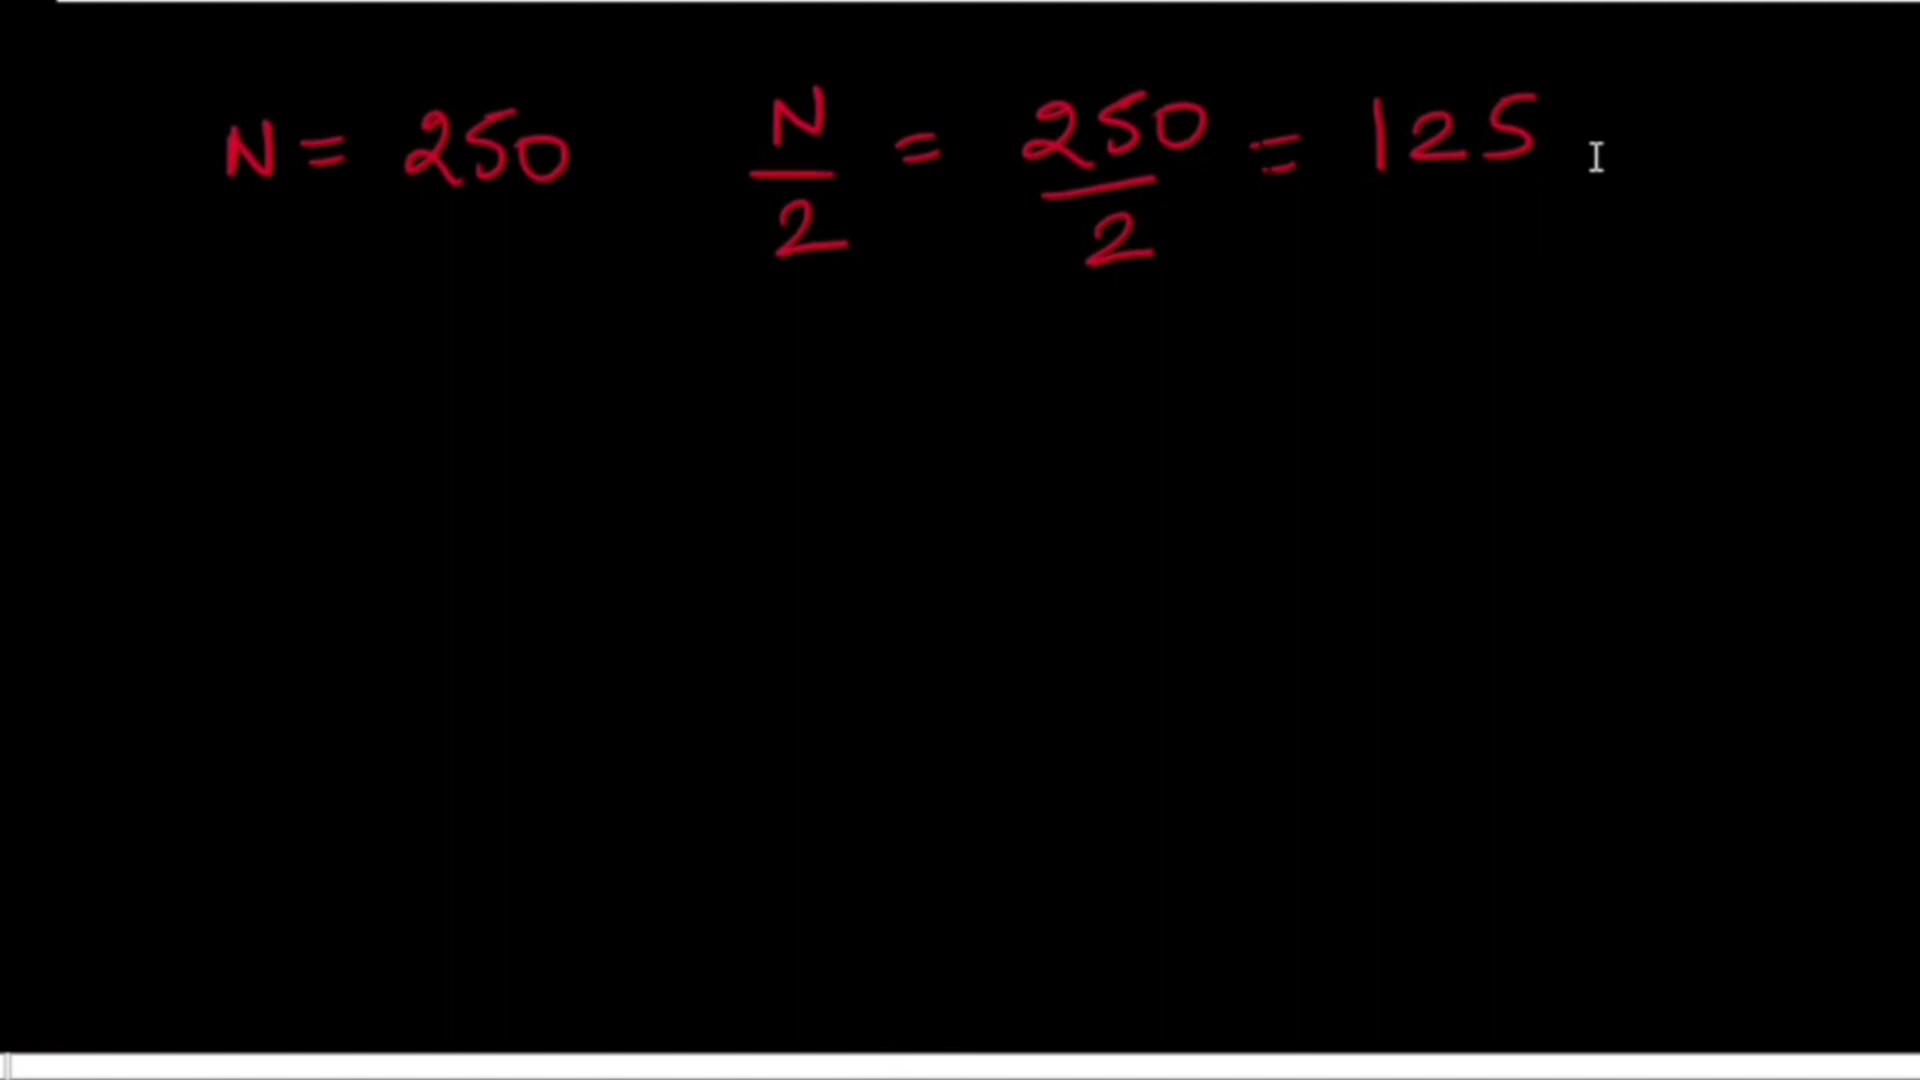 N = 250 N/2 = 250/2 = 125